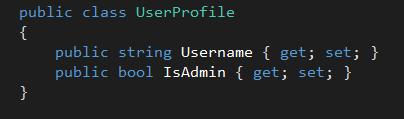 public class UserProfile
{
    public string Username { get; set; }
    public bool IsAdmin { get; set; }
}